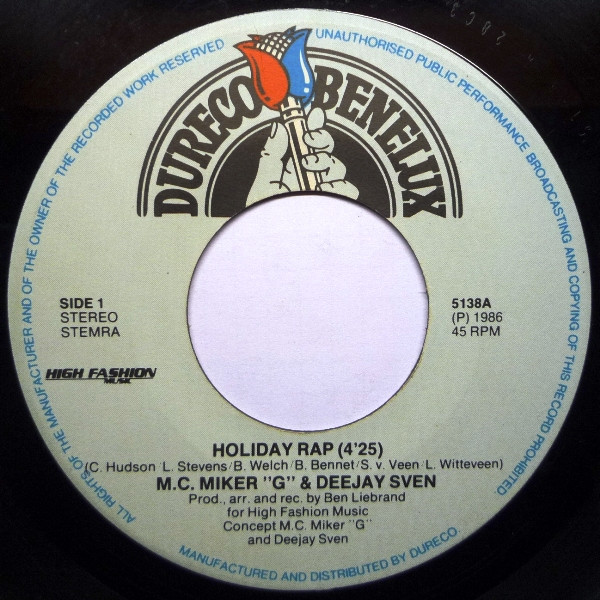 ALL RIGHTS OF THE MANUFACTURER AND OF THE OWNER OF THE RECORDED WORK RESERVED
UNAUTHORISED PUBLIC PERFORMANCE BROADCASTING AND COPYING OF THIS RECORD PROHIBITED
DURECO BENELUX
SIDE 1
STEREO
STEMRA
5138A
(P) 1986
45 RPM
HIGH FASHION
MUSIC
HOLIDAY RAP (4'25)
(C. Hudson/L. Stevens/B. Welch/B. Bennet/S. v. Veen/L. Witteveen)
M.C. MIKER "G" & DEEJAY SVEN
Prod., arr. and rec. by Ben Liebrand
for High Fashion Music
Concept M.C. Miker "G"
and Deejay Sven
MANUFACTURED AND DISTRIBUTED BY DURECO